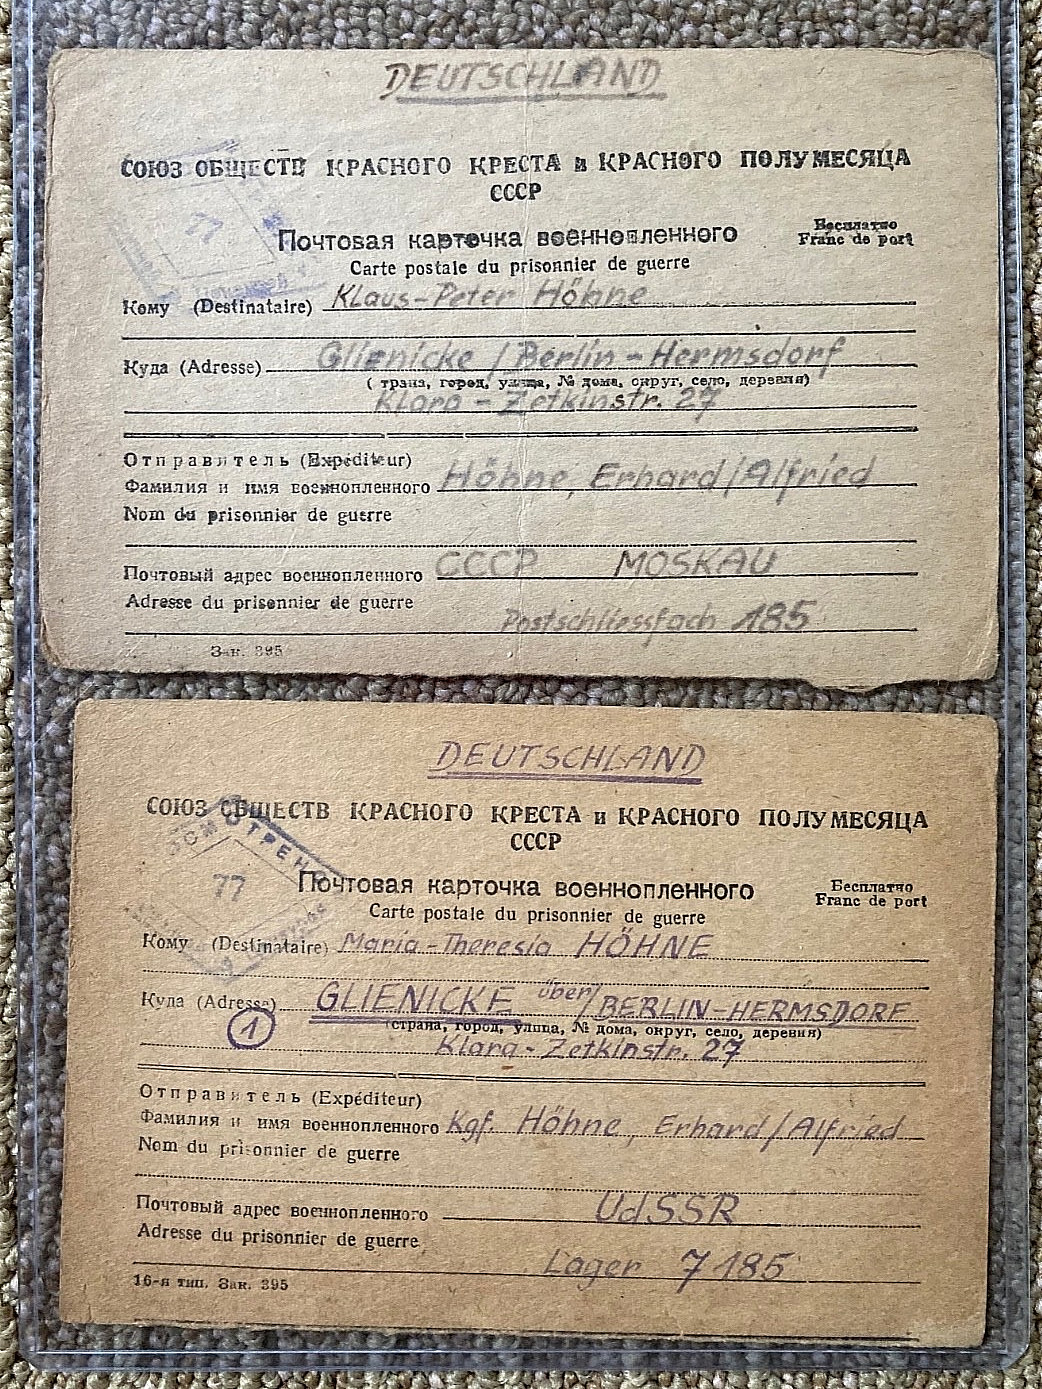 DEUTSCHLAND
СОЮЗ ОБЩЕСТВ КРАСНОГО КРЕСТА и КРАСНОГО ПОЛУМЕСЯЦА
СССР
77
Почтовая карточка военнопленного
Бесплатно
Franc de port
Carte postale du prisonnier de guerre
Кому (Destinataire) Klaus-Peter Höhne
Куда (Adresse) Glienicke / Berlin-Hermsdorf
( трана, город, улица, № дома, округ, село, деревня)
Klara-Zetkinstr. 27
Отправитель (Expéditeur)
Фамилия и имя военнопленного Höhne, Erhard/Alfried
Nom du prisonnier de guerre
Почтовый адрес военнопленного СССР MOSKAU
Adresse du prisonnier de guerre
Postschliessfach 185
Зак. 395
DEUTSCHLAND
СОЮЗ ОБЩЕСТВ КРАСНОГО КРЕСТА и КРАСНОГО ПОЛУМЕСЯЦА
СССР
77
Почтовая карточка военнопленного
Бесплатно
Franc de port
Carte postale du prisonnier de guerre
Кому (Destinataire) Maria-Theresia HÖHNE
Куда (Adresse) GLIENICKE über/ BERLIN-HERMSDORF
1
(страна, город, улица, № дома, округ, село, деревня)
Klara-Zetkinstr. 27
Отправитель (Expéditeur)
Фамилия и имя военнопленного Kgf. Höhne, Erhard/Alfried
Nom du prisonnier de guerre
Почтовый адрес военнопленного UdSSR
Adresse du prisonnier de guerre
Lager 7185
16-я тип. Зак. 395